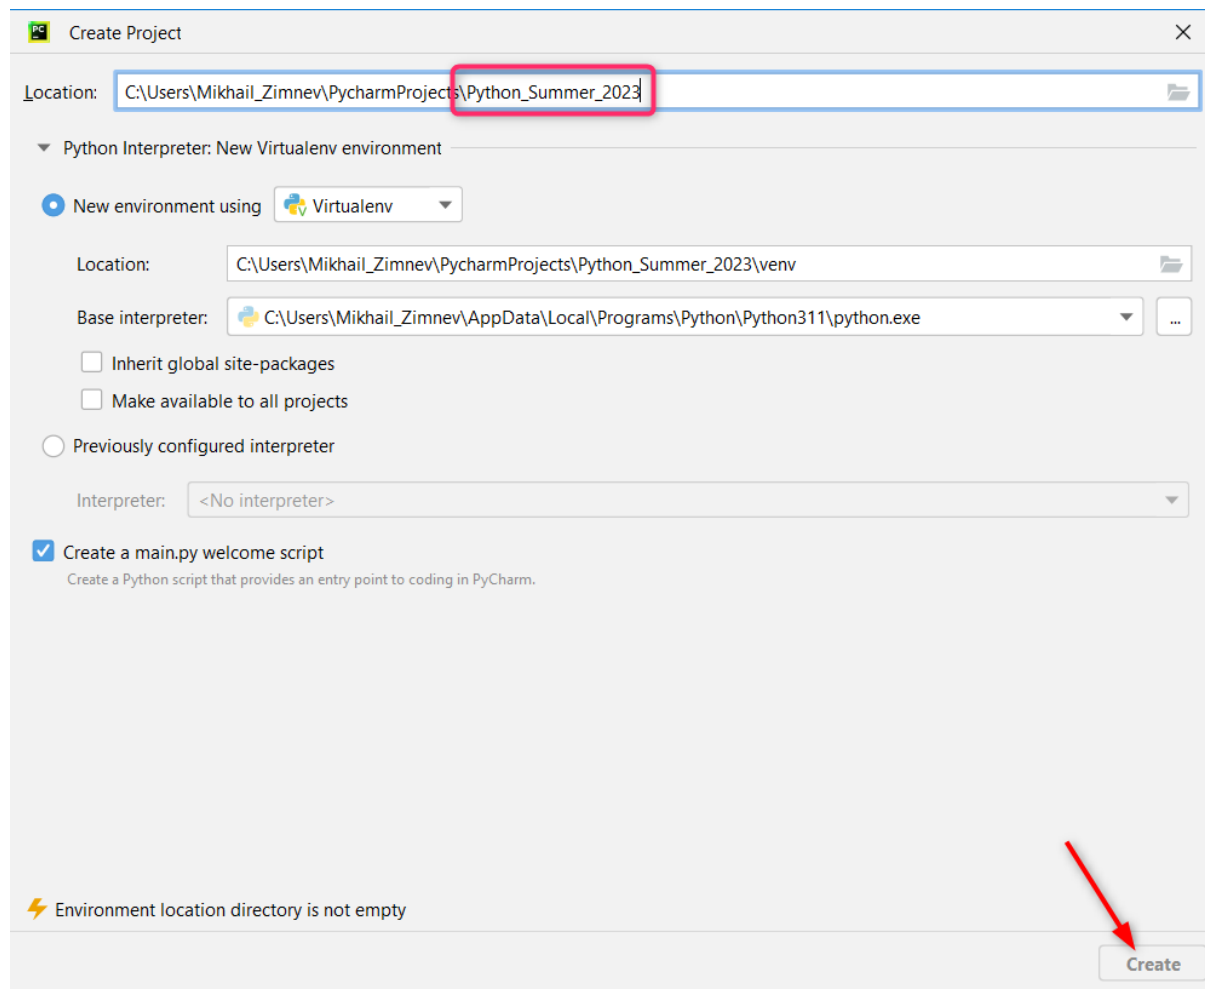 PC Create Project
Location: C:\Users\Mikhail_Zimnev\PycharmProjects\Python_Summer_2023
Python Interpreter: New Virtualenv environment
New environment using Virtualenv
Location: C:\Users\Mikhail_Zimnev\PycharmProjects\Python_Summer_2023\venv
Base interpreter: C:\Users\Mikhail_Zimnev\AppData\Local\Programs\Python\Python311\python.exe ...
Inherit global site-packages
Make available to all projects
Previously configured interpreter
Interpreter: <No interpreter>
Create a main.py welcome script
Create a Python script that provides an entry point to coding in PyCharm.
Environment location directory is not empty
Create